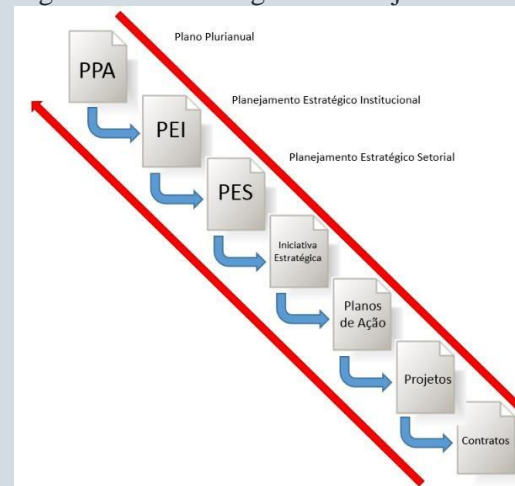 Plano Plurianual
PPA
Planejamento Estratégico Institucional
PEI
Planejamento Estratégico Setorial
PES
Iniciativa
Estratégica
Planos
de Ação
Projetos
Contratos